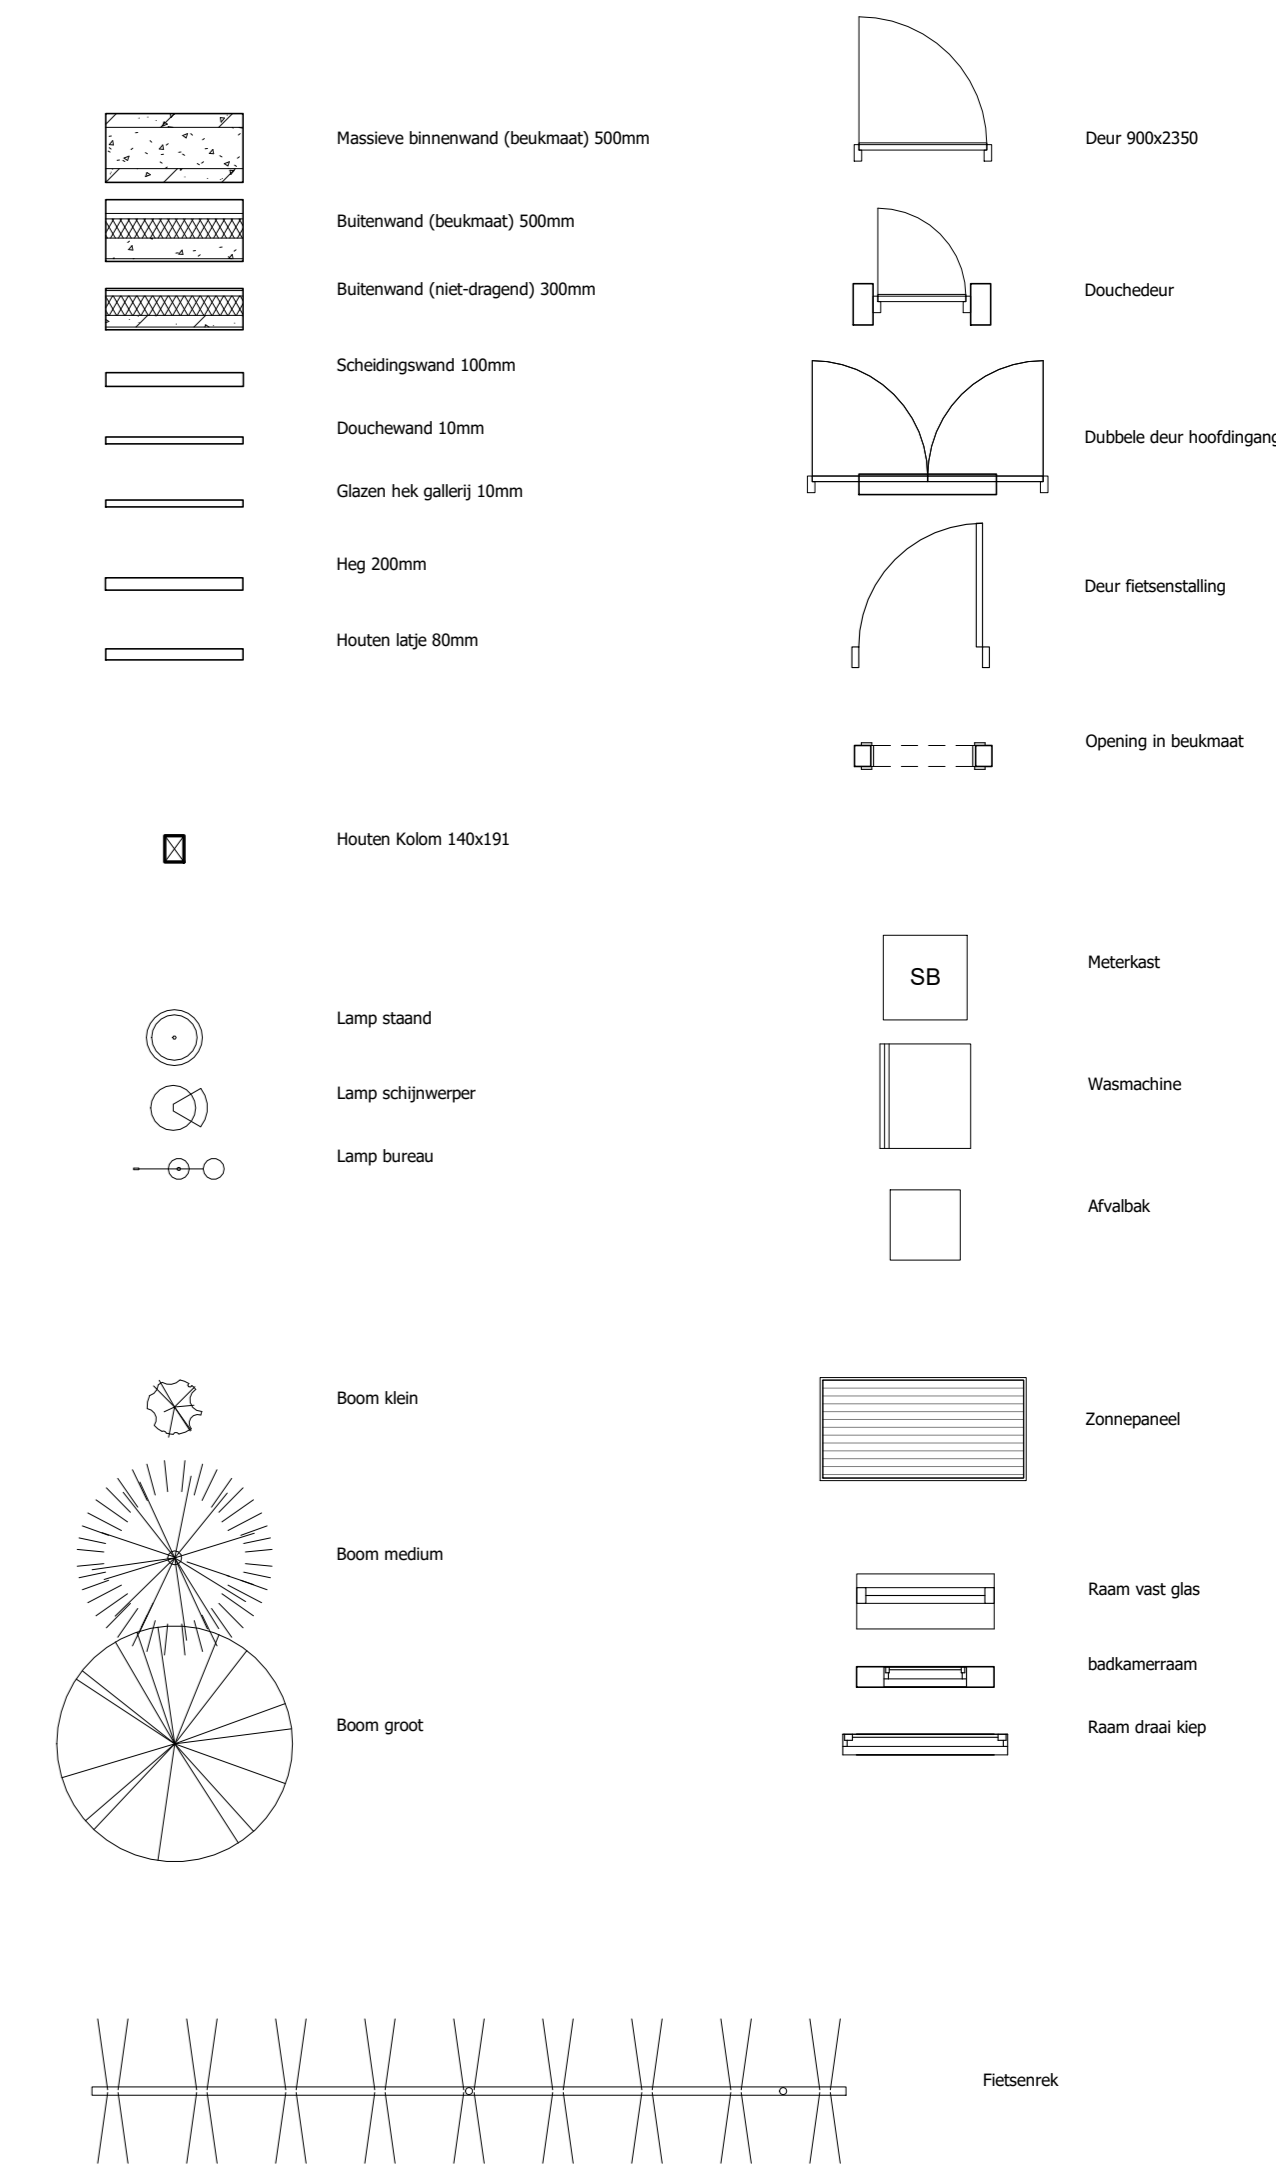 Massieve binnenwand (beukmaat) 500mm
Buitenwand (beukmaat) 500mm
Buitenwand (niet-dragend) 300mm
Scheidingswand 100mm
Douchewand 10mm
Glazen hek gallerij 10mm
Heg 200mm
Houten latje 80mm
Houten Kolom 140x191
Lamp staand
Lamp schijnwerper
Lamp bureau
Boom klein
Boom medium
Boom groot
Deur 900x2350
Douchedeur
Dubbele deur hoofdingang
Deur fietsenstalling
Opening in beukmaat
SB
Meterkast
Wasmachine
Afvalbak
Zonnepaneel
Raam vast glas
badkamerraam
Raam draai kiep
Fietsenrek